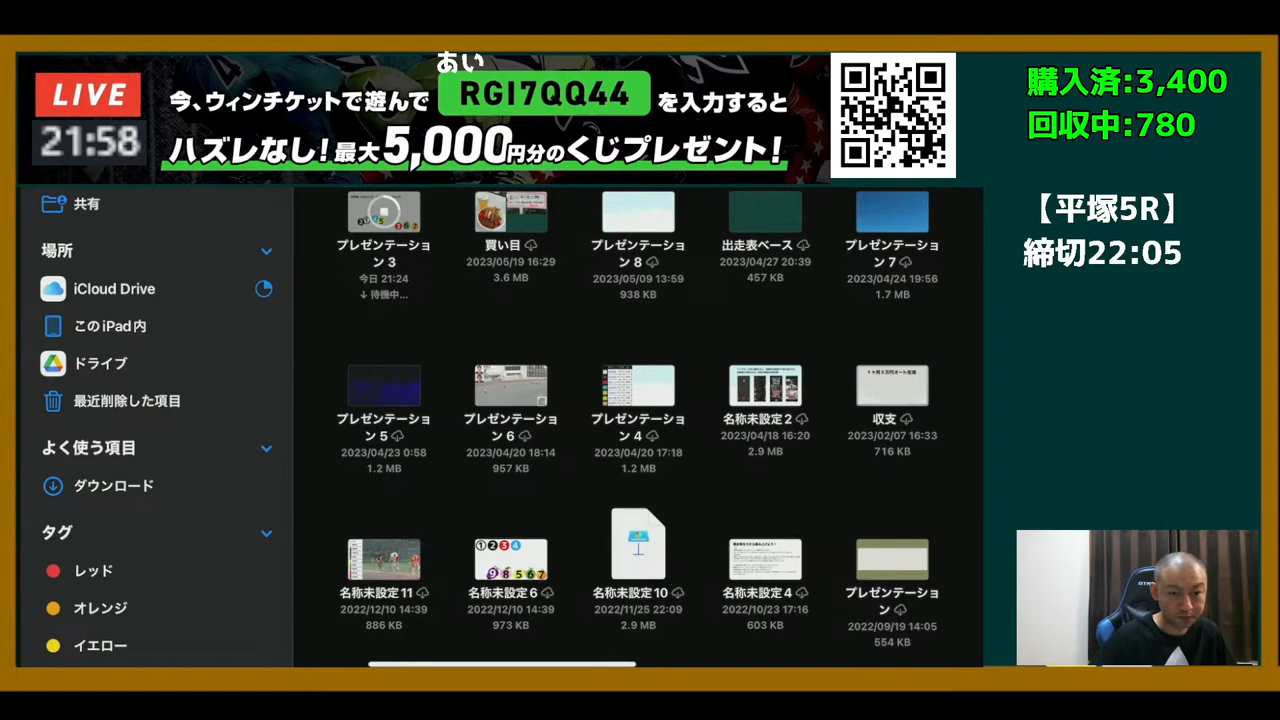 LIVE
21:58
あい
今、ウィンチケットで遊んで RGI7QQ44 を入力すると
ハズレなし!最大5,000円分のくじプレゼント!
購入済:3,400
回収中:780
【平塚5R】
締切22:05
共有
場所
iCloud Drive
このiPad内
ドライブ
最近削除した項目
よく使う項目
ダウンロード
タグ
レッド
オレンジ
イエロー
プレゼンテーショ
ン 3
今日 21:24
↓ 待機中...
買い目
2023/05/19 16:29
3.6 MB
プレゼンテーショ
ン 8
2023/05/09 13:59
938 KB
出走表ベース
2023/04/27 20:39
457 KB
プレゼンテーショ
ン 7
2023/04/24 19:56
1.7 MB
プレゼンテーショ
ン 5
2023/04/23 0:58
1.2 MB
プレゼンテーショ
ン 6
2023/04/20 18:14
957 KB
プレゼンテーショ
ン 4
2023/04/20 17:18
1.2 MB
名称未設定 2
2023/04/18 16:20
2.9 MB
収支
2023/02/07 16:33
716 KB
①②③④
⑨⑧⑤⑥⑦
名称未設定 11
2022/12/10 14:39
886 KB
名称未設定 6
2022/12/10 14:39
973 KB
名称未設定 10
2022/11/25 22:09
2.9 MB
名称未設定 4
2022/10/23 17:16
603 KB
プレゼンテーショ
ン
2022/09/19 14:05
554 KB